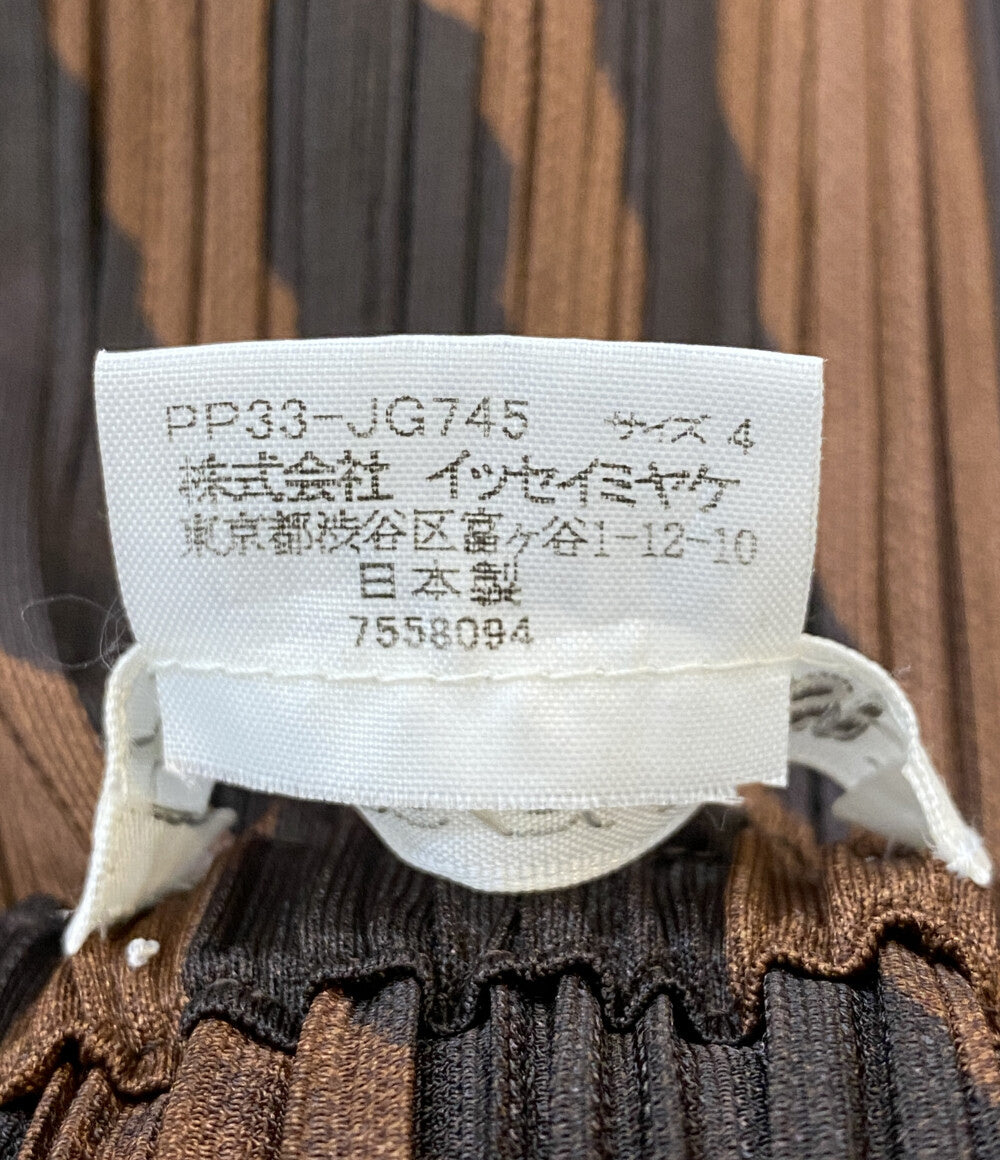 PP33-JG745 サイズ 4
株式会社 イッセイミヤケ
東京都渋谷区富ヶ谷1-12-10
日本製
7558094